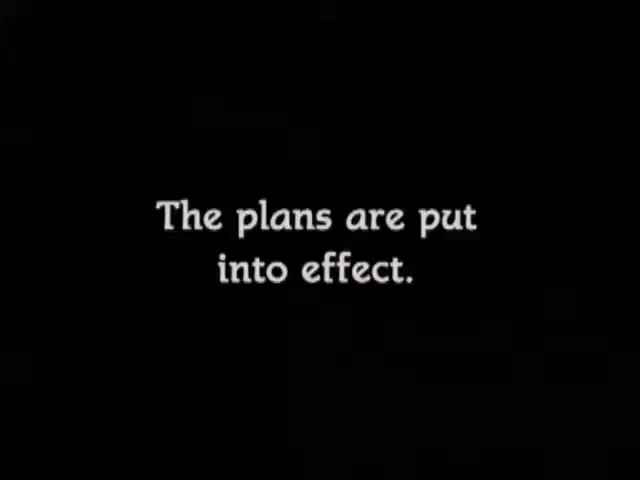 The plans are put
into effect.